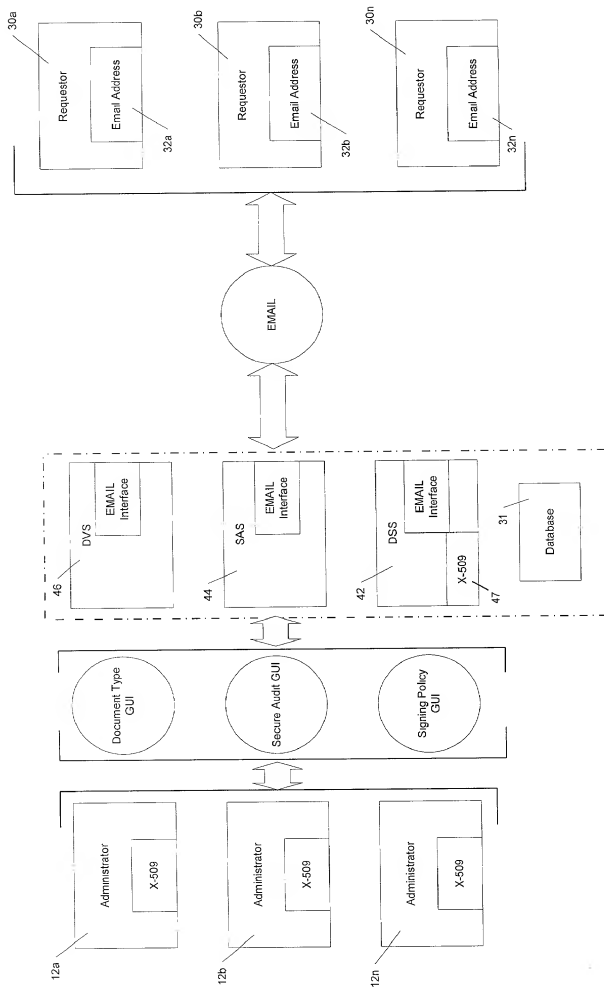 12a
Administrator
X-509
12b
Administrator
X-509
12n
Administrator
X-509
Document Type
GUI
Secure Audit GUI
Signing Policy
GUI
46
DVS
EMAIL
Interface
44
SAS
EMAIL
Interface
42
DSS
EMAIL
Interface
X-509
47
31
Database
EMAIL
30a
Requestor
Email Address
32a
30b
Requestor
Email Address
32b
30n
Requestor
Email Address
32n